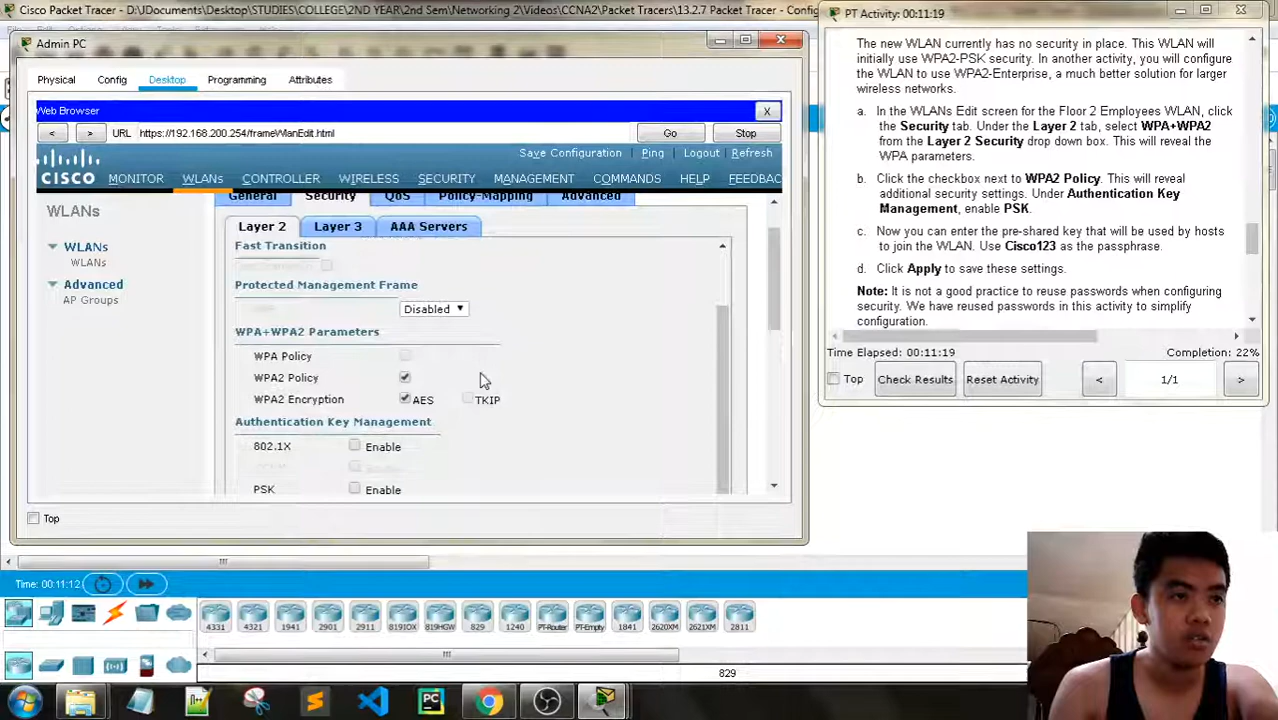 Cisco Packet Tracer - D:\JDocuments\Desktop\STUDIES\COLLEGE\2ND YEAR\2nd Sem\Networking 2\Videos\CCNA2\Packet Tracers\13.2.7 Packet Tracer - Config
PT Activity: 00:11:19
Admin PC
Physical
Config
Desktop
Programming
Attributes
Web Browser
X
<
>
URL
https://192.168.200.254/frameWlanEdit.html
Go
Stop
Save Configuration
Ping
Logout
Refresh
CISCO
MONITOR
WLANs
CONTROLLER
WIRELESS
SECURITY
MANAGEMENT
COMMANDS
HELP
FEEDBAC
WLANs
WLANs
WLANs
Advanced
AP Groups
General
Security
QoS
Policy-Mapping
Advanced
Layer 2
Layer 3
AAA Servers
Fast Transition
Protected Management Frame
Disabled
WPA+WPA2 Parameters
WPA Policy
WPA2 Policy
WPA2 Encryption
AES
TKIP
Authentication Key Management
802.1X
Enable
PSK
Enable
Top
The new WLAN currently has no security in place. This WLAN will
initially use WPA2-PSK security. In another activity, you will configure
the WLAN to use WPA2-Enterprise, a much better solution for larger
wireless networks.
a. In the WLANs Edit screen for the Floor 2 Employees WLAN, click
the Security tab. Under the Layer 2 tab, select WPA+WPA2
from the Layer 2 Security drop down box. This will reveal the
WPA parameters.
b. Click the checkbox next to WPA2 Policy. This will reveal
additional security settings. Under Authentication Key
Management, enable PSK.
c. Now you can enter the pre-shared key that will be used by hosts
to join the WLAN. Use Cisco123 as the passphrase.
d. Click Apply to save these settings.
Note: It is not a good practice to reuse passwords when configuring
security. We have reused passwords in this activity to simplify
configuration.
Time Elapsed: 00:11:19
Completion: 22%
Top
Check Results
Reset Activity
<
1/1
>
Time: 00:11:12
4331
4321
1941
2901
2911
819IOX
819HGW
829
1240
PT-Router
PT-Empty
1841
2620XM
2621XM
2811
829